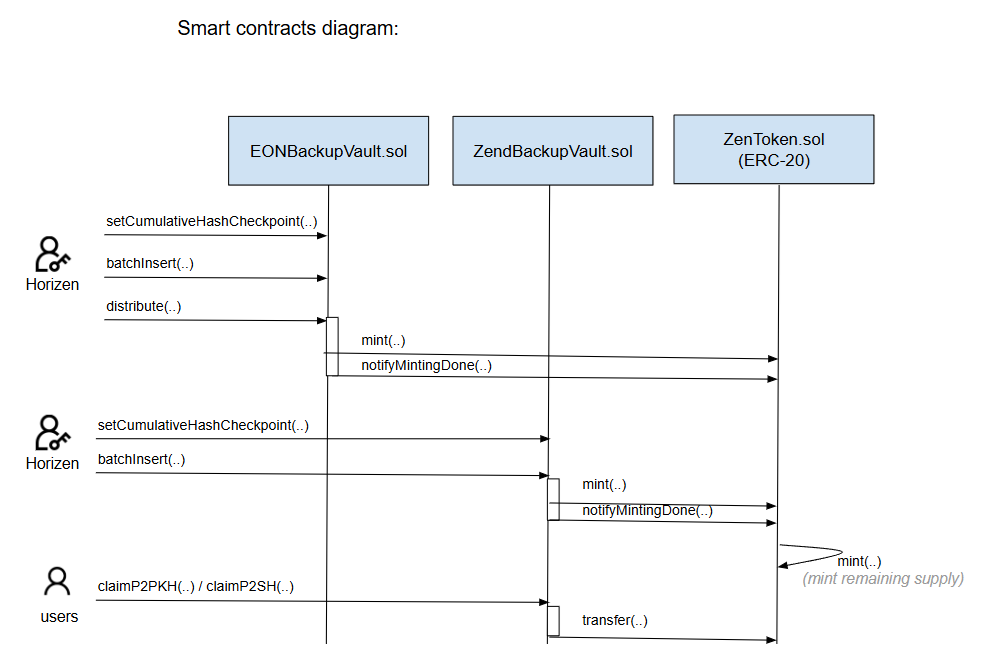 Smart contracts diagram:
EONBackupVault.sol
ZendBackupVault.sol
ZenToken.sol
(ERC-20)
setCumulativeHashCheckpoint(..)
Horizen
batchInsert(..)
distribute(..)
mint(..)
notifyMintingDone(..)
setCumulativeHashCheckpoint(..)
Horizen
batchInsert(..)
mint(..)
notifyMintingDone(..)
mint(..)
(mint remaining supply)
users
claimP2PKH(..) / claimP2SH(..)
transfer(..)